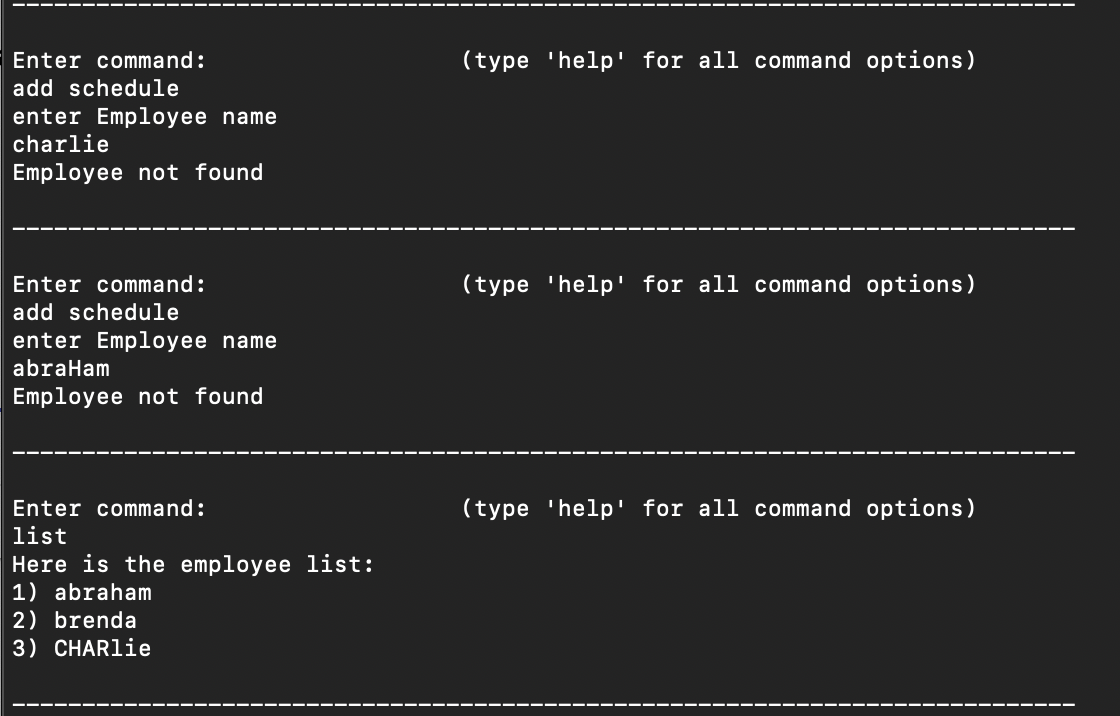 Enter command: (type 'help' for all command options)
add schedule
enter Employee name
charlie
Employee not found
Enter command: (type 'help' for all command options)
add schedule
enter Employee name
abraHam
Employee not found
Enter command: (type 'help' for all command options)
list
Here is the employee list:
1) abraham
2) brenda
3) CHARlie